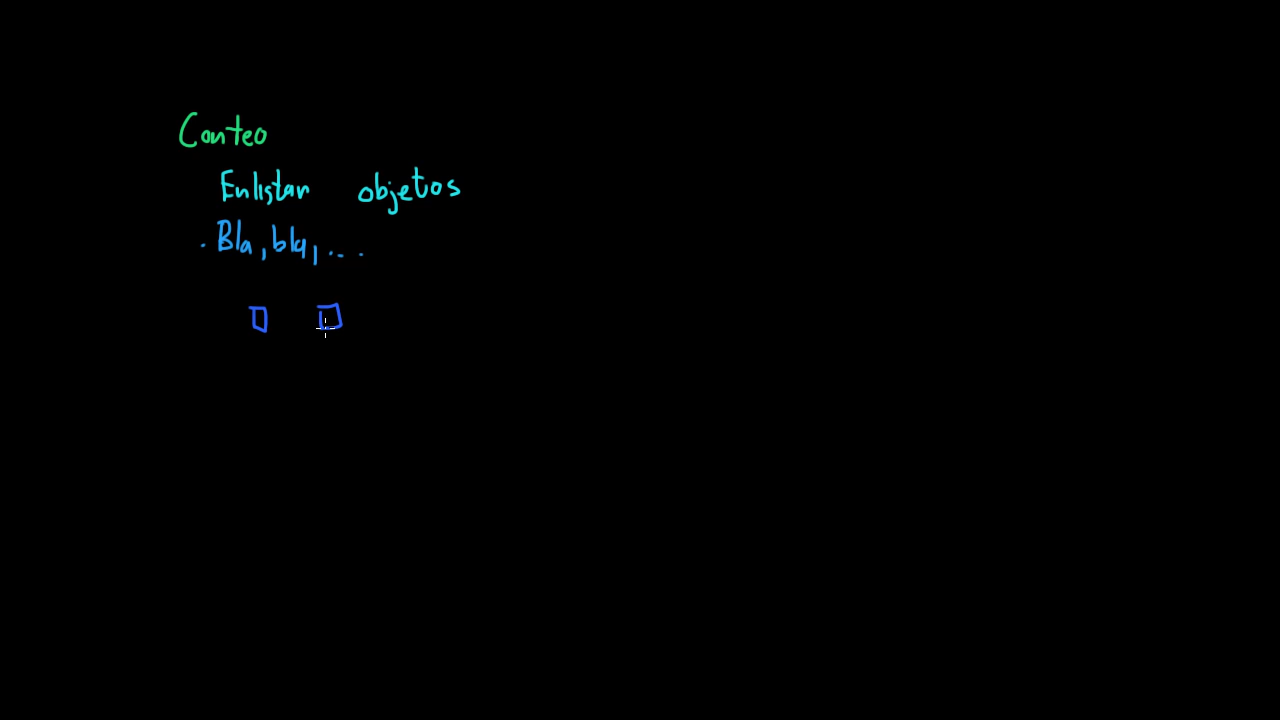 Conteo
Enlistar objetos
. Bla, bla, ...